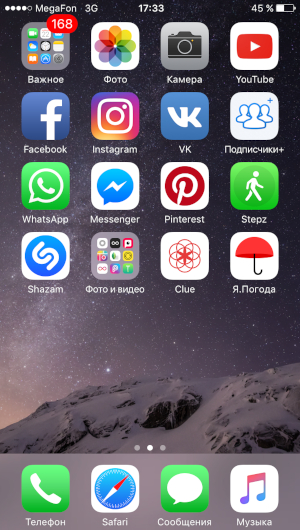 MegaFon 3G 17:33 45 %
168
Важное Фото Камера YouTube
Facebook Instagram VK Подписчики+
WhatsApp Messenger Pinterest Stepz
Shazam Фото и видео Clue Я.Погода
Телефон Safari Сообщения Музыка